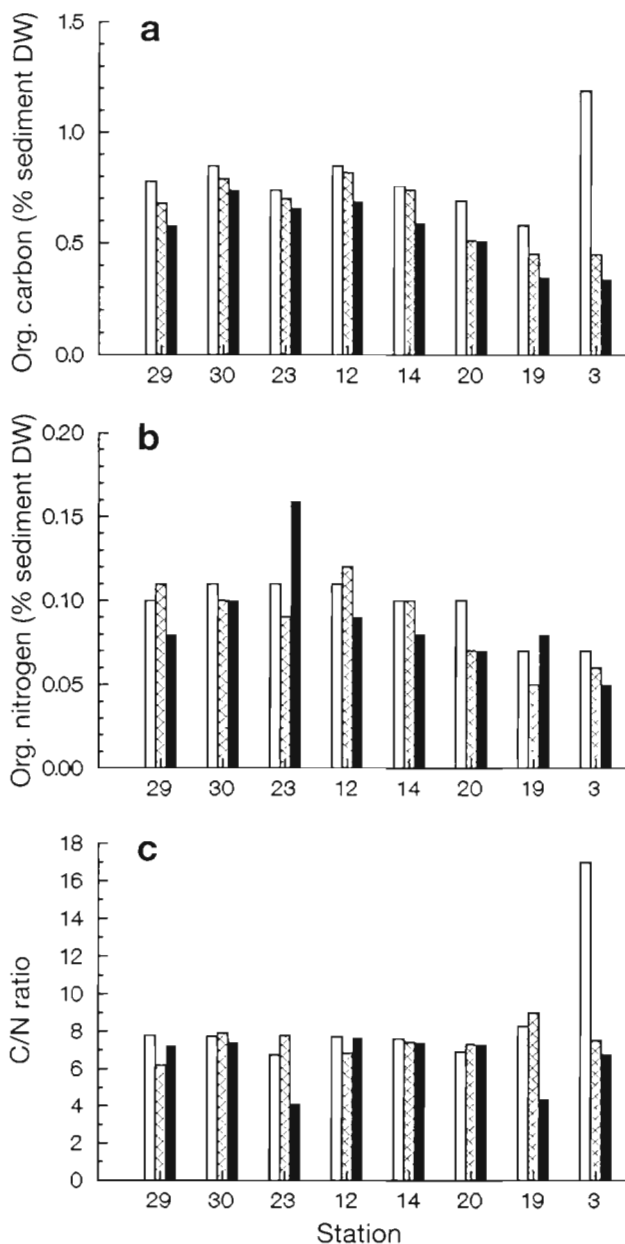 a
Org. carbon (% sediment DW)
1.5
1.0
0.5
0.0
29 30 23 12 14 20 19 3
b
Org. nitrogen (% sediment DW)
0.20
0.15
0.10
0.05
0.00
29 30 23 12 14 20 19 3
c
C/N ratio
18
16
14
12
10
8
6
4
2
0
29 30 23 12 14 20 19 3
Station